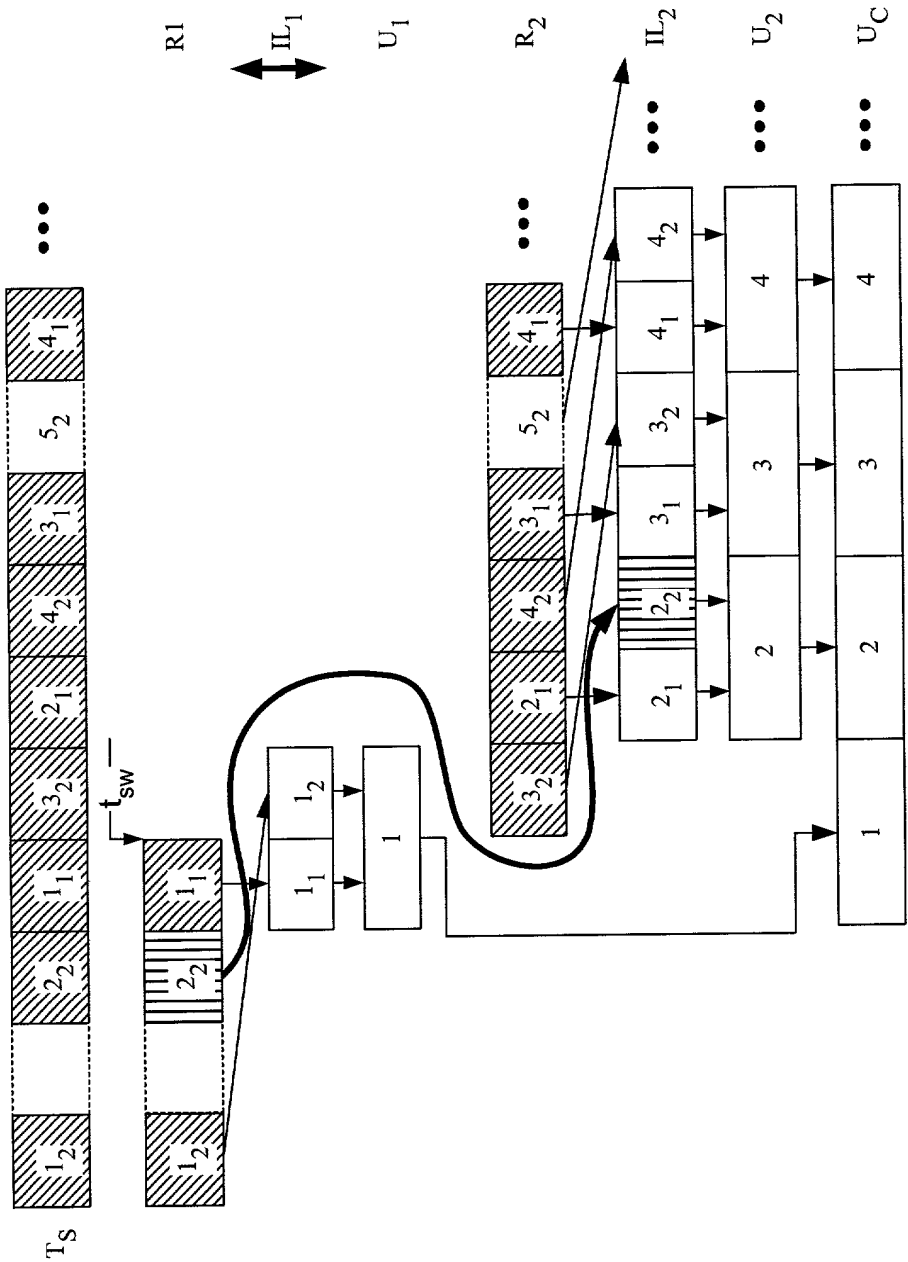 T_S 1_2 2_2 1_1 3_2 2_1 4_2 3_1 5_2 4_1 •••
t_sw
1_2 2_2 1_1 R1
1_1 1_2 IL_1
1 U_1
3_2 2_1 4_2 3_1 5_2 4_1 ••• R_2
2_1 2_2 3_1 3_2 4_1 4_2 ••• IL_2
2 3 4 ••• U_2
1 2 3 4 ••• U_C